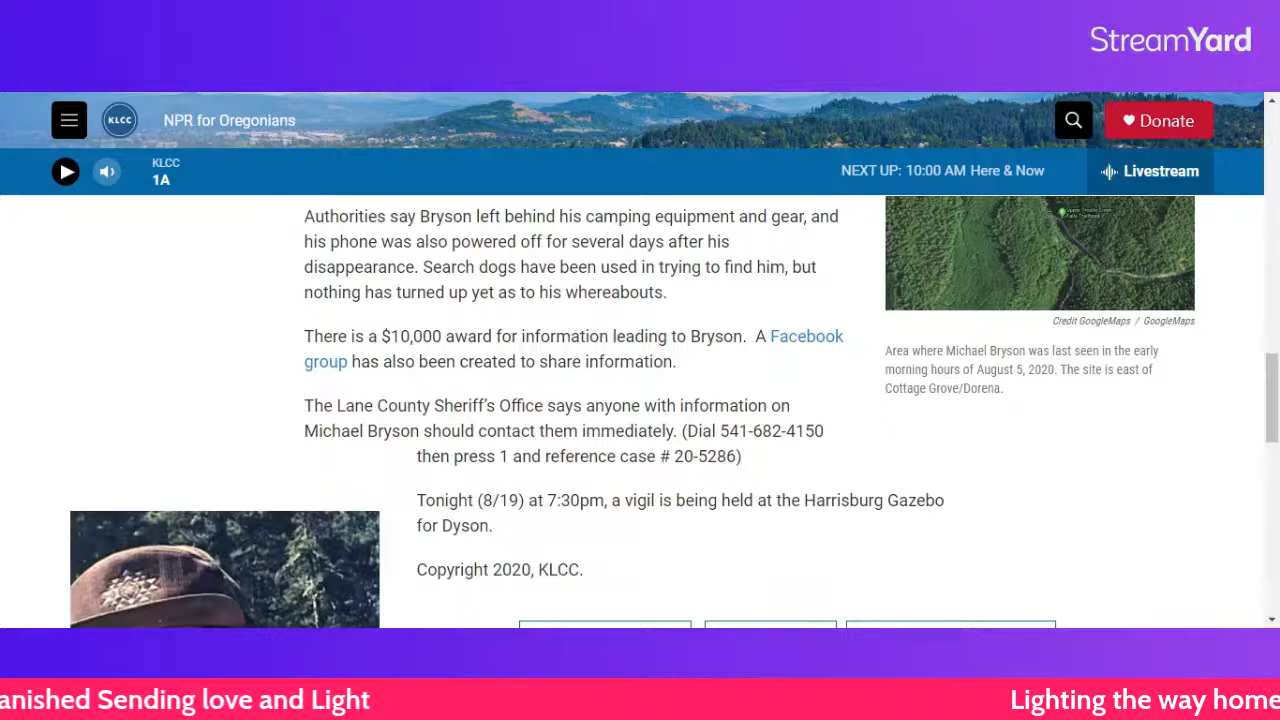 StreamYard
KLCC
NPR for Oregonians
Donate
KLCC
1A
NEXT UP: 10:00 AM Here & Now
Livestream
Authorities say Bryson left behind his camping equipment and gear, and
his phone was also powered off for several days after his
disappearance. Search dogs have been used in trying to find him, but
nothing has turned up yet as to his whereabouts.
There is a $10,000 award for information leading to Bryson. A Facebook
group has also been created to share information.
The Lane County Sheriff's Office says anyone with information on
Michael Bryson should contact them immediately. (Dial 541-682-4150
then press 1 and reference case # 20-5286)
Tonight (8/19) at 7:30pm, a vigil is being held at the Harrisburg Gazebo
for Dyson.
Copyright 2020, KLCC.
Credit GoogleMaps / GoogleMaps
Area where Michael Bryson was last seen in the early
morning hours of August 5, 2020. The site is east of
Cottage Grove/Dorena.
anished Sending love and Light
Lighting the way home